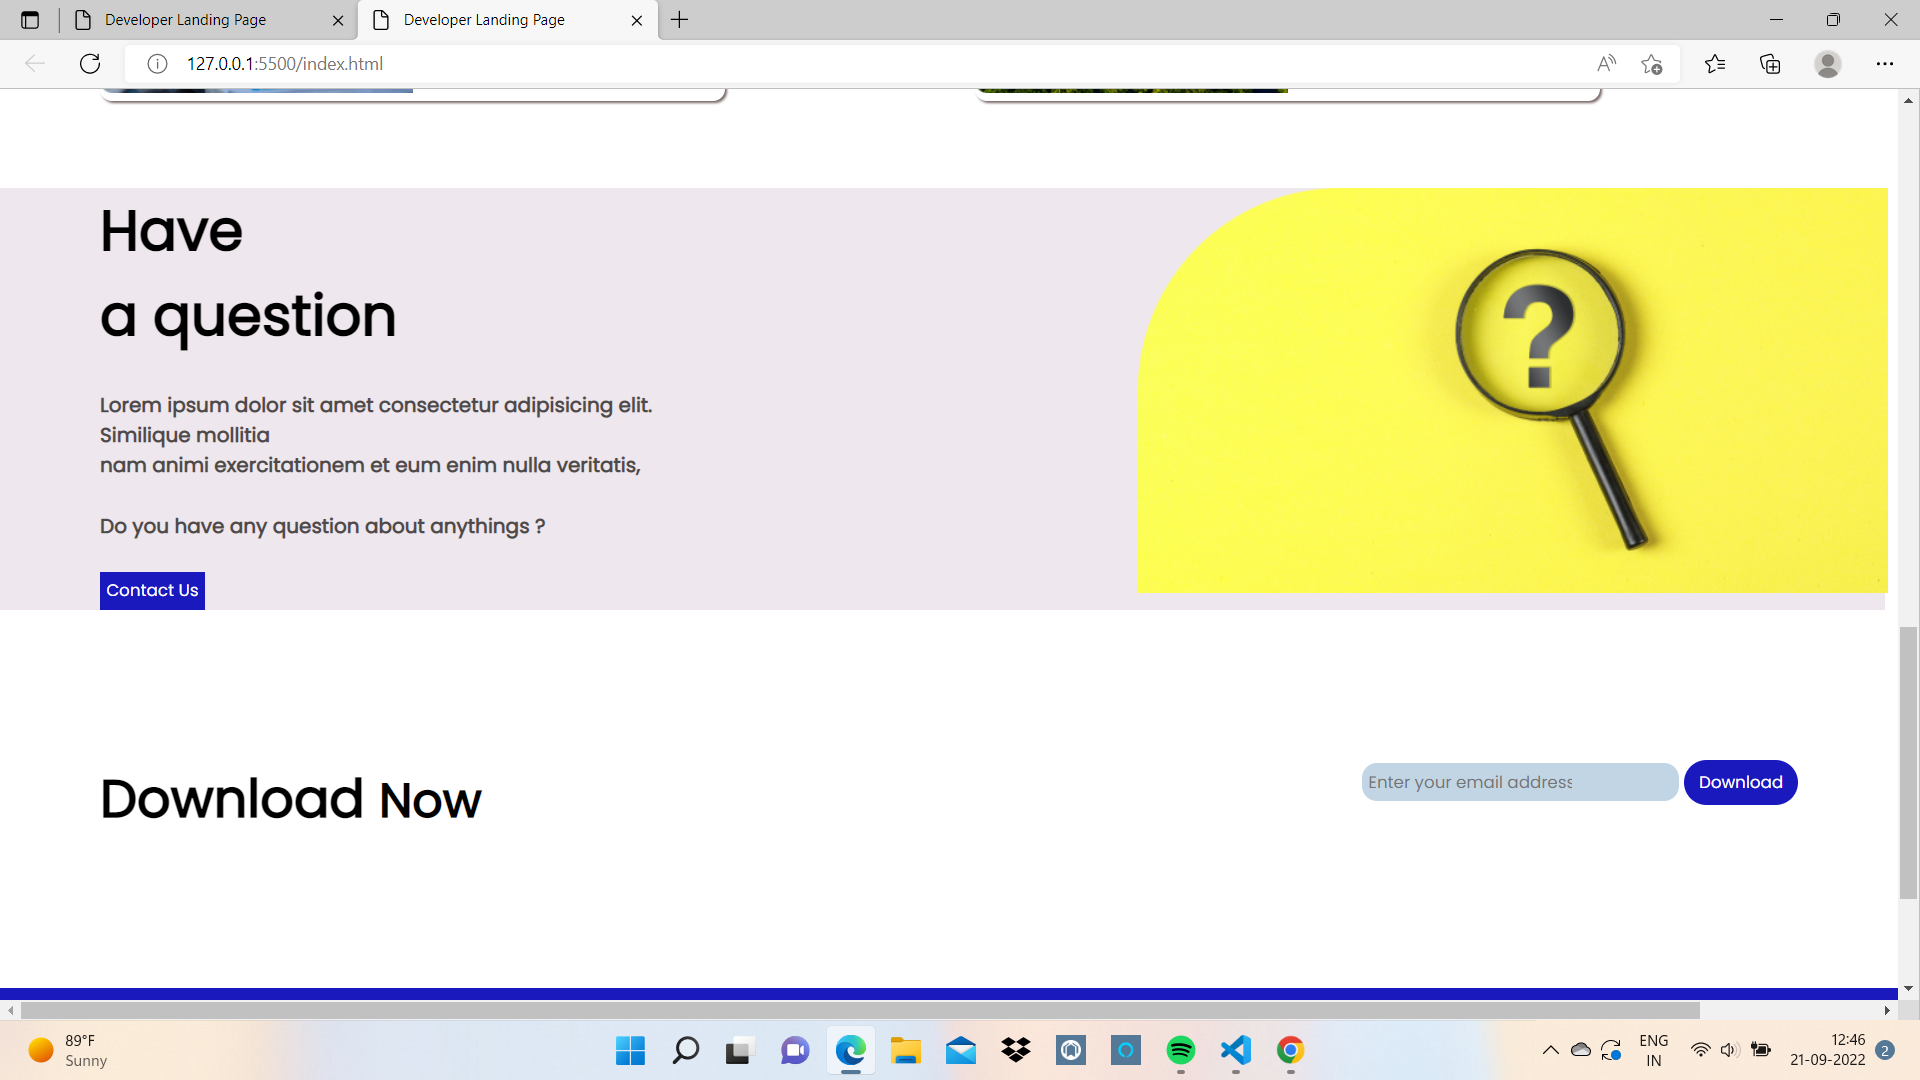 Developer Landing Page
Developer Landing Page
127.0.0.1:5500/index.html
Have
a question
?
Lorem ipsum dolor sit amet consectetur adipisicing elit.
Similique mollitia
nam animi exercitationem et eum enim nulla veritatis,
Do you have any question about anythings ?
Contact Us
Download Now
Enter your email address
Download
89°F
Sunny
ENG
IN
12:46
21-09-2022
2